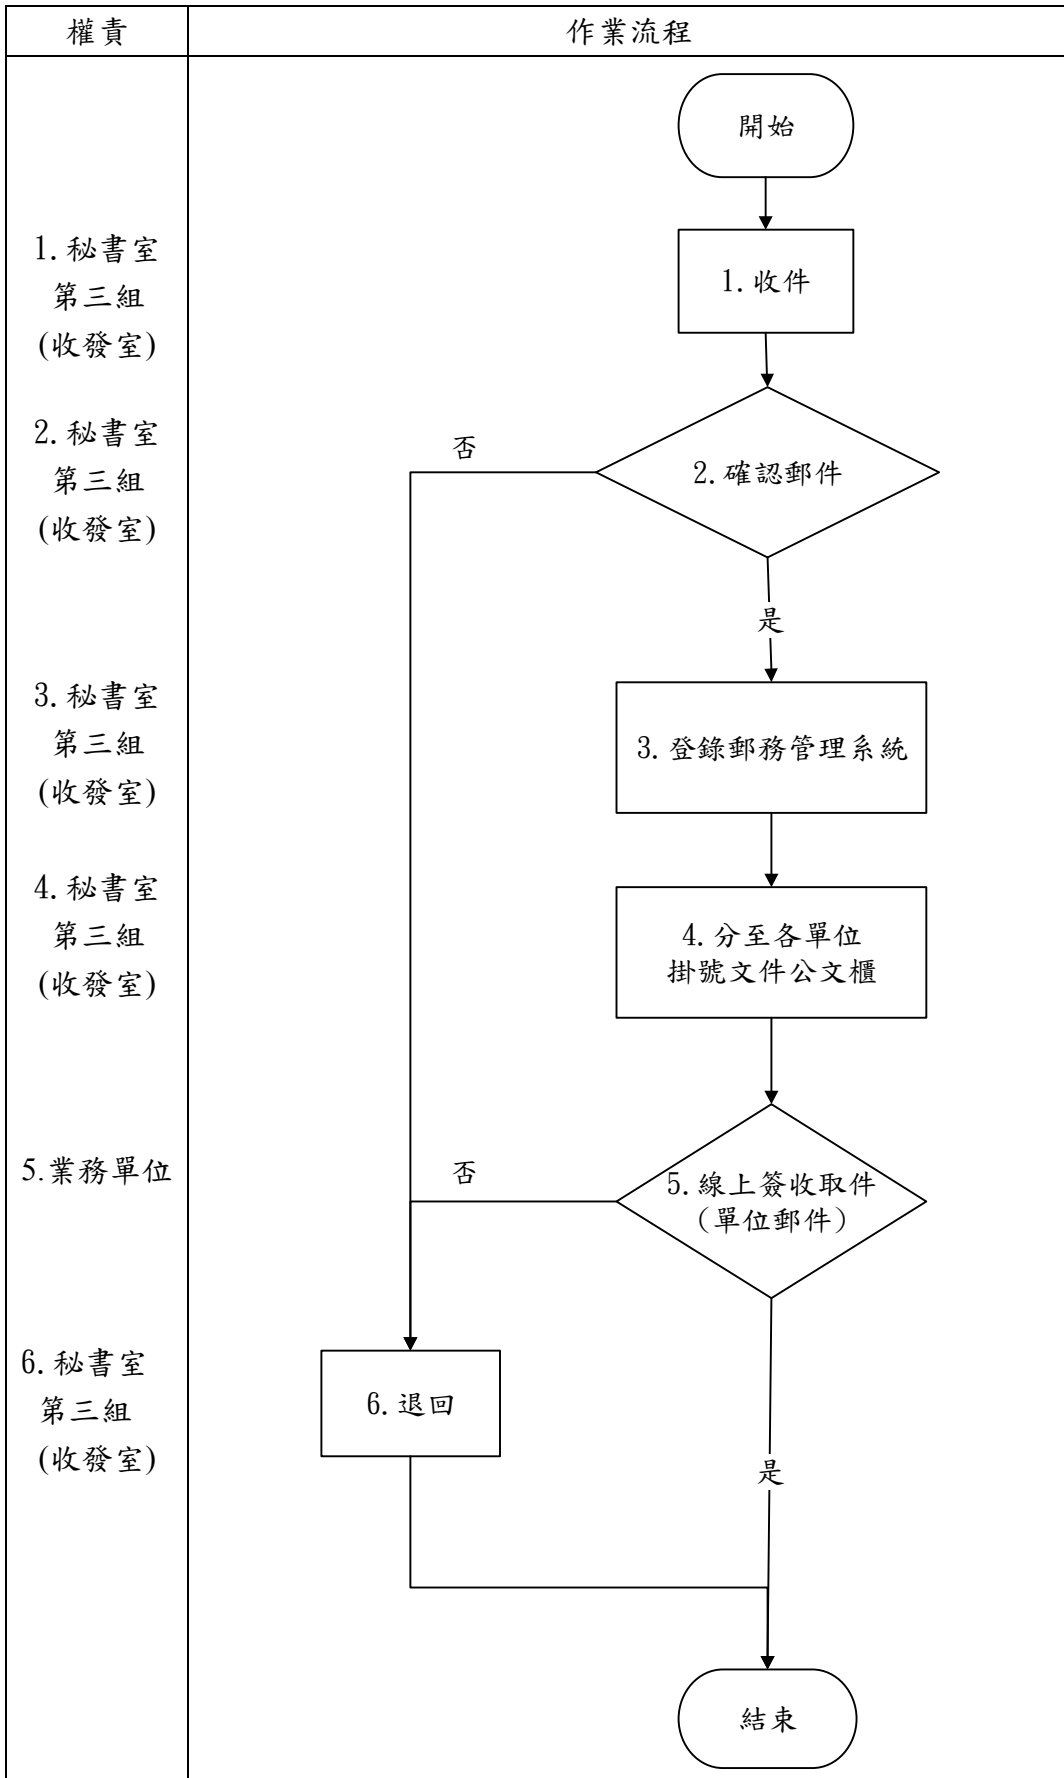 權責
作業流程
開始
1.秘書室
第三組
(收發室)
1.收件
2.秘書室
第三組
(收發室)
否
2.確認郵件
是
3.秘書室
第三組
(收發室)
3.登錄郵務管理系統
4.秘書室
第三組
(收發室)
4.分至各單位
掛號文件公文櫃
5.業務單位
否
5.線上簽收取件
（單位郵件）
6.秘書室
第三組
(收發室)
6.退回
是
結束